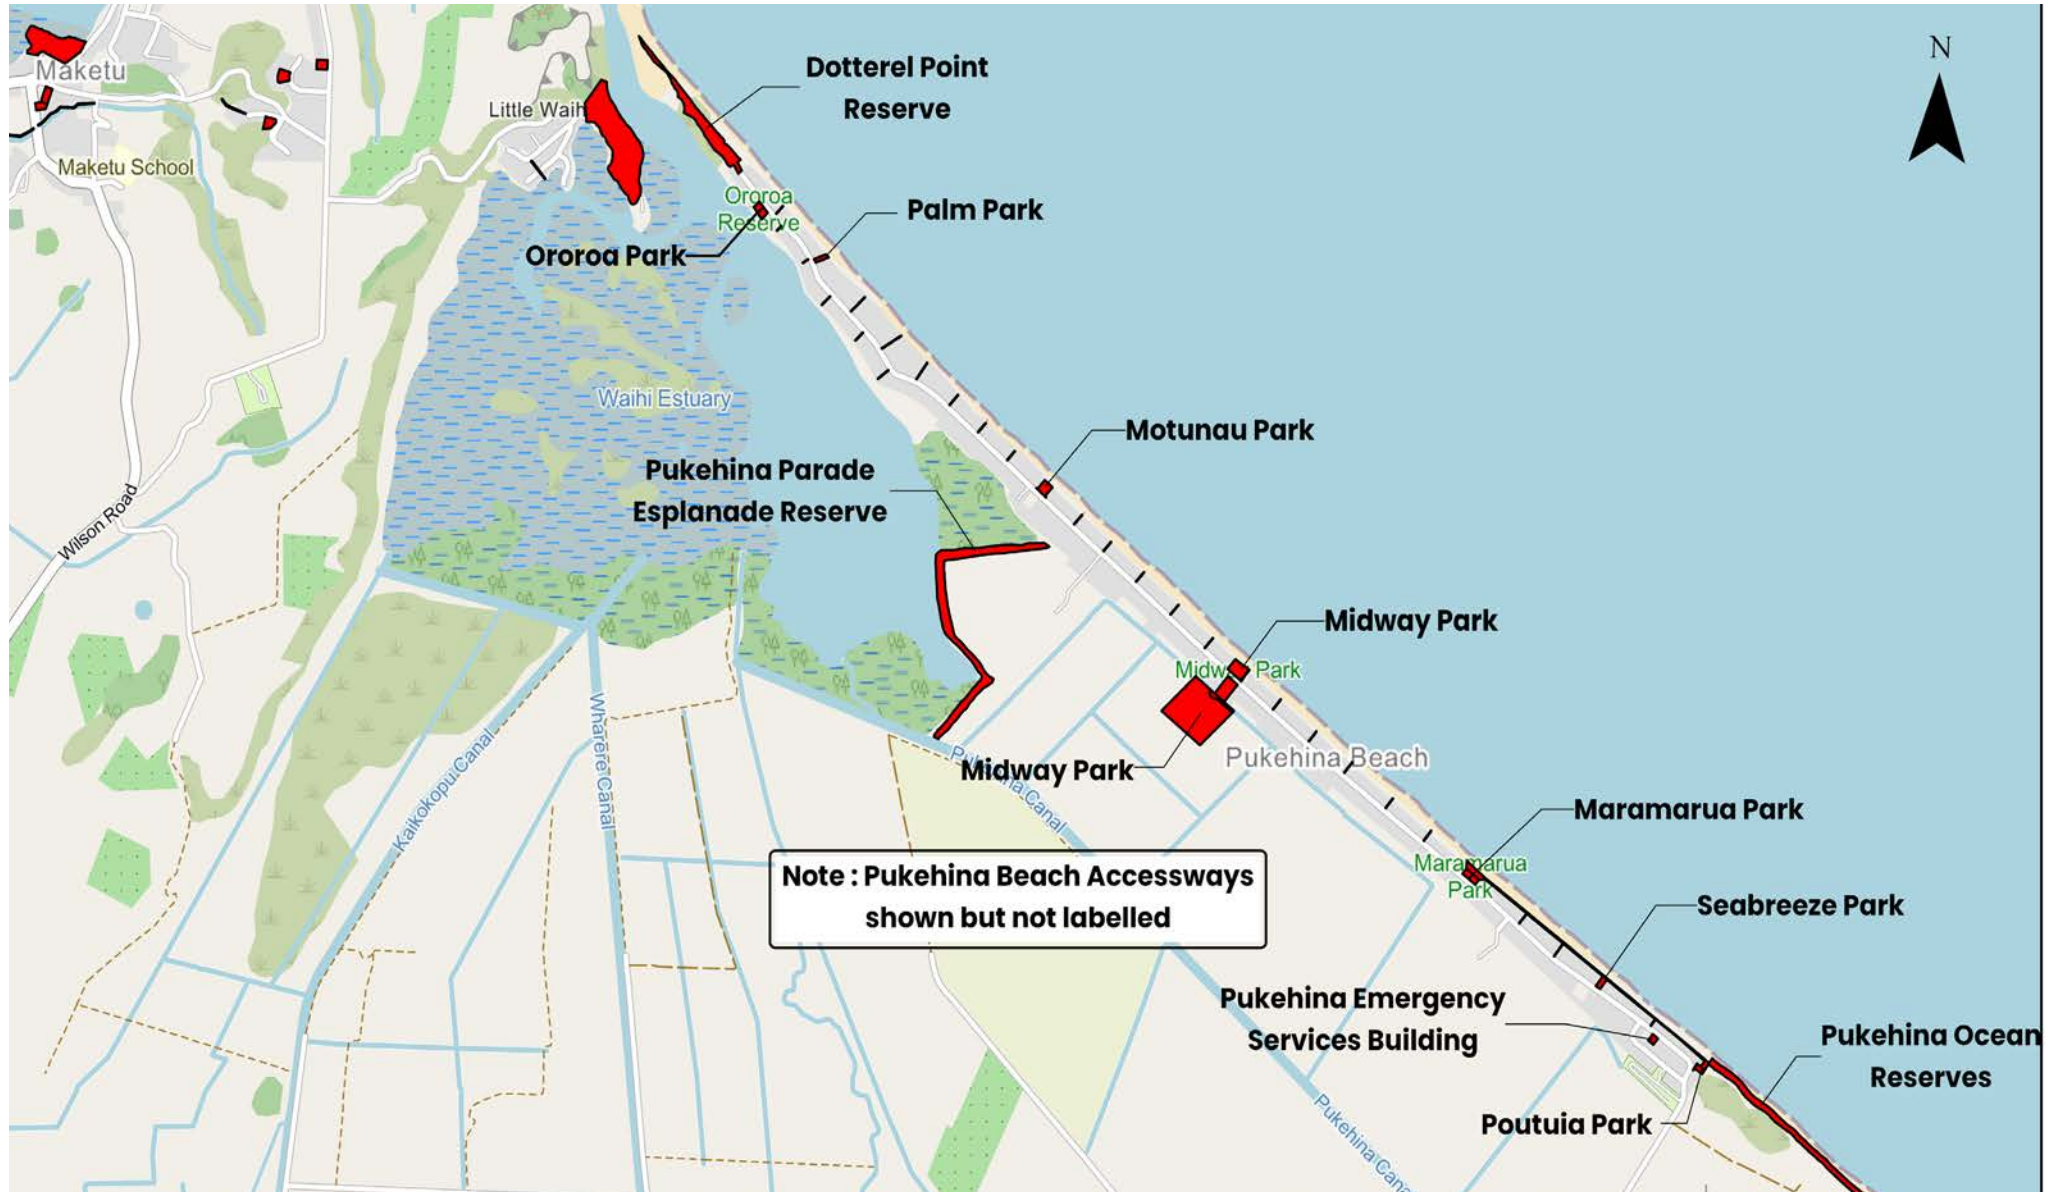 N
Dotterel Point
Reserve
Maketu
Little Waih
Maketu School
Ororoa
Reserve
Palm Park
Ororoa Park
Waihi Estuary
Motunau Park
Pukehina Parade
Esplanade Reserve
Wilson Road
Midway Park
Midw Park
Midway Park
Pukehina Beach
Kaikokopu Canal
Wharere Canal
Pukehina Canal
Maramarua Park
Maramarua
Park
Note : Pukehina Beach Accessways
shown but not labelled
Seabreeze Park
Pukehina Emergency
Services Building
Pukehina Ocean
Reserves
Poutuia Park
Pukehina Cana